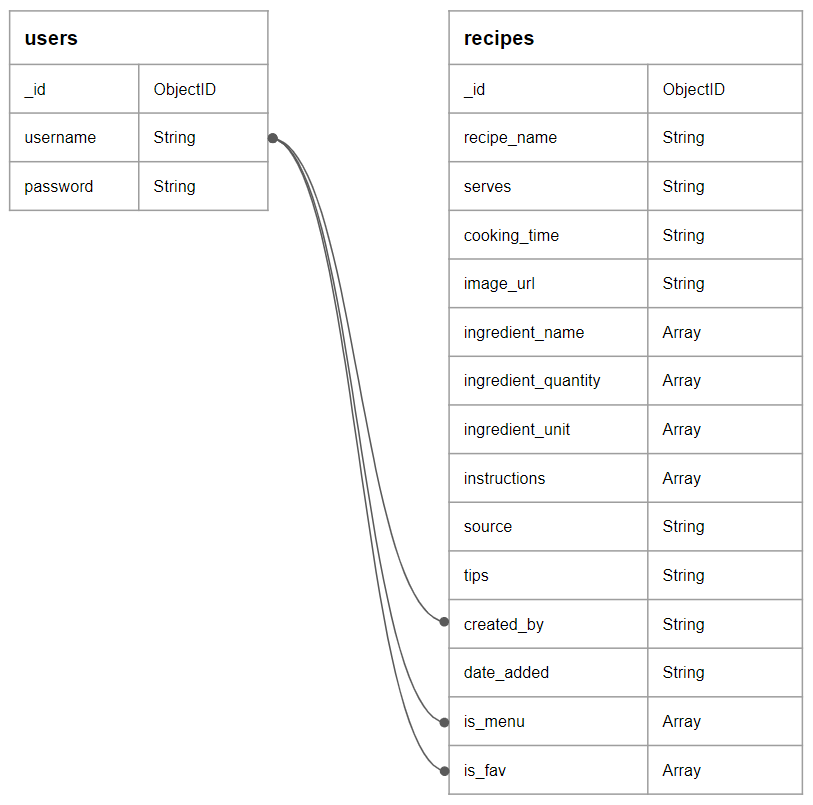 users
_id ObjectID
username String
password String
recipes
_id ObjectID
recipe_name String
serves String
cooking_time String
image_url String
ingredient_name Array
ingredient_quantity Array
ingredient_unit Array
instructions Array
source String
tips String
created_by String
date_added String
is_menu Array
is_fav Array